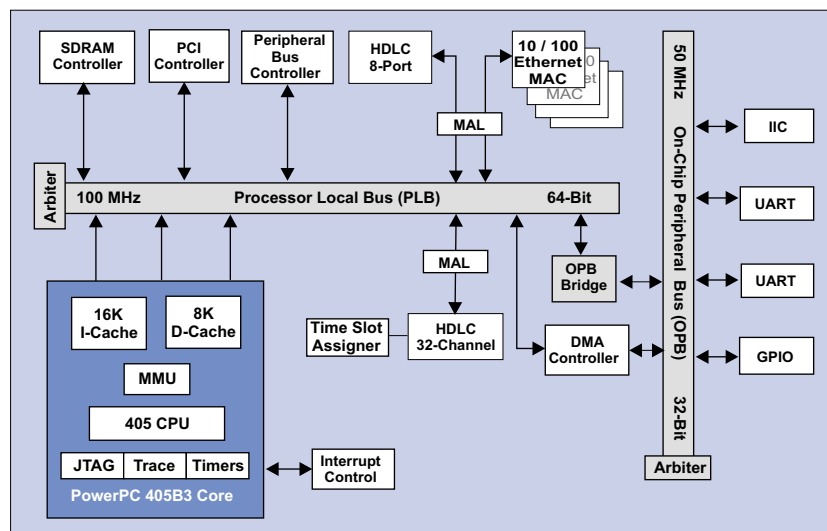 SDRAM
Controller
PCI
Controller
Peripheral
Bus
Controller
HDLC
8-Port
10 / 100
Ethernet
MAC
MAC
MAL
50 MHz
On-Chip Peripheral Bus (OPB)
32-Bit
Arbiter
IIC
UART
UART
GPIO
Arbiter
100 MHz
Processor Local Bus (PLB)
64-Bit
MAL
OPB
Bridge
Time Slot
Assigner
HDLC
32-Channel
DMA
Controller
16K
I-Cache
8K
D-Cache
MMU
405 CPU
JTAG
Trace
Timers
PowerPC 405B3 Core
Interrupt
Control